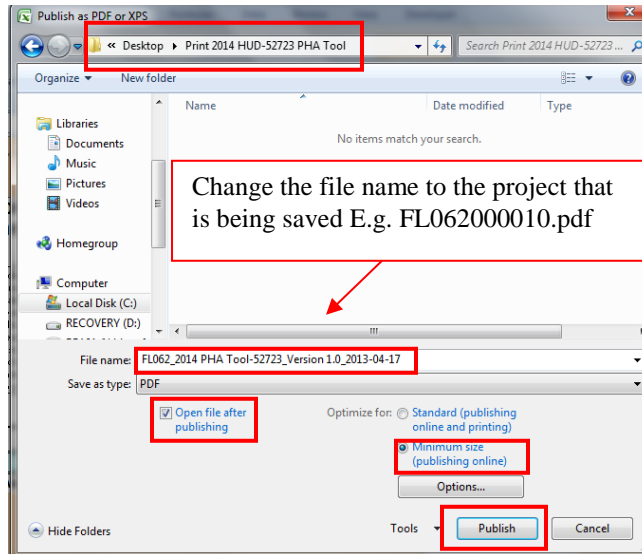 Publish as PDF or XPS
« Desktop ▸ Print 2014 HUD-52723 PHA Tool
Search Print 2014 HUD-52723 ...
Organize
New folder
Name Date modified Type
No items match your search.
Libraries
Documents
Music
Pictures
Videos
Homegroup
Computer
Local Disk (C:)
RECOVERY (D:)
Change the file name to the project that
is being saved E.g. FL062000010.pdf
File name: FL062_2014 PHA Tool-52723_Version 1.0_2013-04-17
Save as type: PDF
Open file after
publishing
Optimize for: Standard (publishing
online and printing)
Minimum size
(publishing online)
Options...
Hide Folders
Tools Publish Cancel